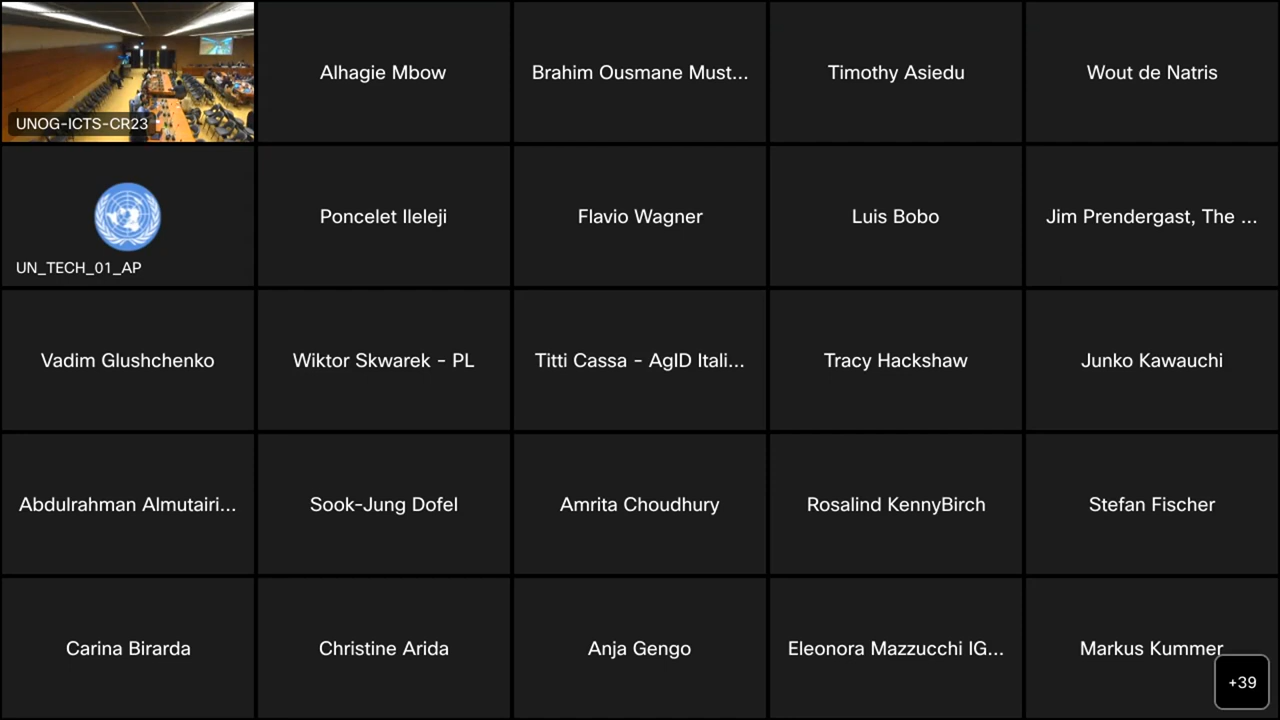 UNOG-ICTS-CR23
Alhagie Mbow
Brahim Ousmane Must...
Timothy Asiedu
Wout de Natris
UN_TECH_01_AP
Poncelet Ileleji
Flavio Wagner
Luis Bobo
Jim Prendergast, The ...
Vadim Glushchenko
Wiktor Skwarek - PL
Titti Cassa - AgID Itali...
Tracy Hackshaw
Junko Kawauchi
Abdulrahman Almutairi...
Sook-Jung Dofel
Amrita Choudhury
Rosalind KennyBirch
Stefan Fischer
Carina Birarda
Christine Arida
Anja Gengo
Eleonora Mazzucchi IG...
Markus Kummer
+39